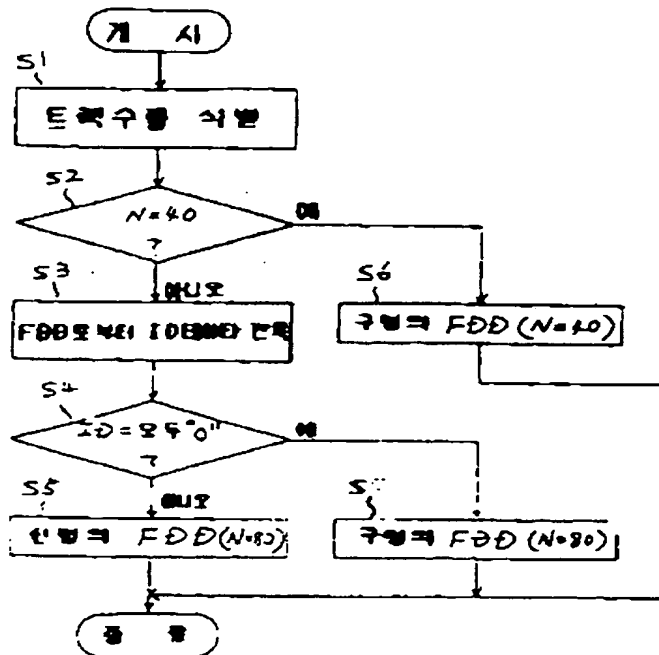 개 시
S1
트랙수를 식별
S2
N=40
?
예
S3
아니오
S6
FDD로부터 ID데이타 판독
구형의 FDD (N=40)
S4
ID=모두"0"
?
예
S5
아니오
S
신형의 FDD (N=80)
구형의 FDD (N=80)
종 료